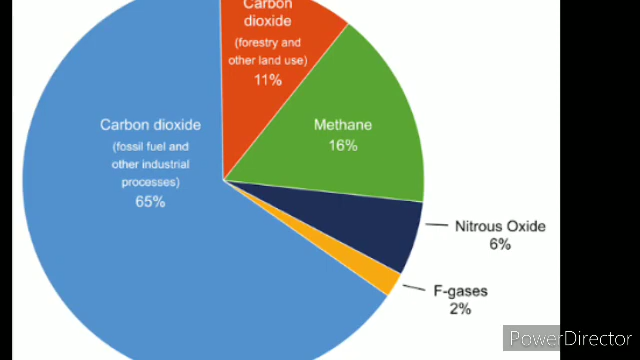 Carbon
dioxide
(forestry and
other land use)
11%
Carbon dioxide
(fossil fuel and
other industrial
processes)
65%
Methane
16%
Nitrous Oxide
6%
F-gases
2%
PowerDirector